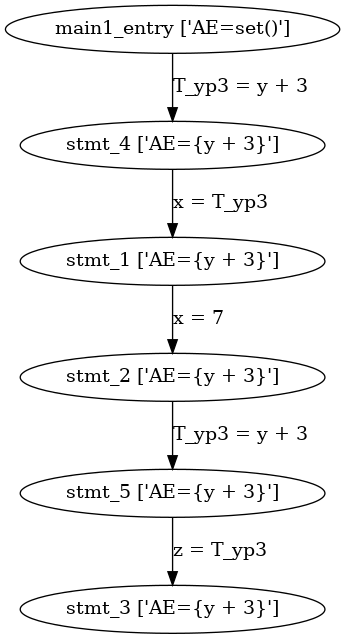 main1_entry ['AE=set()']
T_yp3 = y + 3
stmt_4 ['AE={y + 3}']
x = T_yp3
stmt_1 ['AE={y + 3}']
x = 7
stmt_2 ['AE={y + 3}']
T_yp3 = y + 3
stmt_5 ['AE={y + 3}']
z = T_yp3
stmt_3 ['AE={y + 3}']